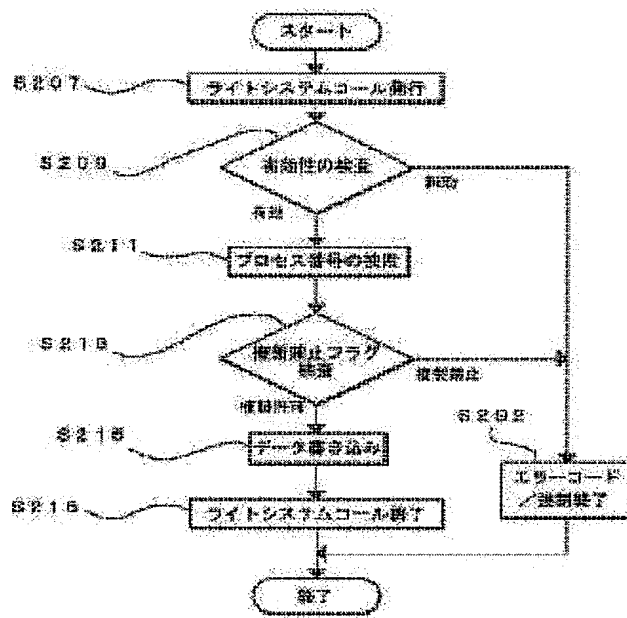 スタート
S207
ライトシステムコール発行
S209
有効性の検査
無効
有効
S211
プロセス番号の検査
S213
複製禁止フラグ
検査
複製禁止
複製許可
S202
データ書き込み
エラーコード
／強制終了
ライトシステムコール終了
終了